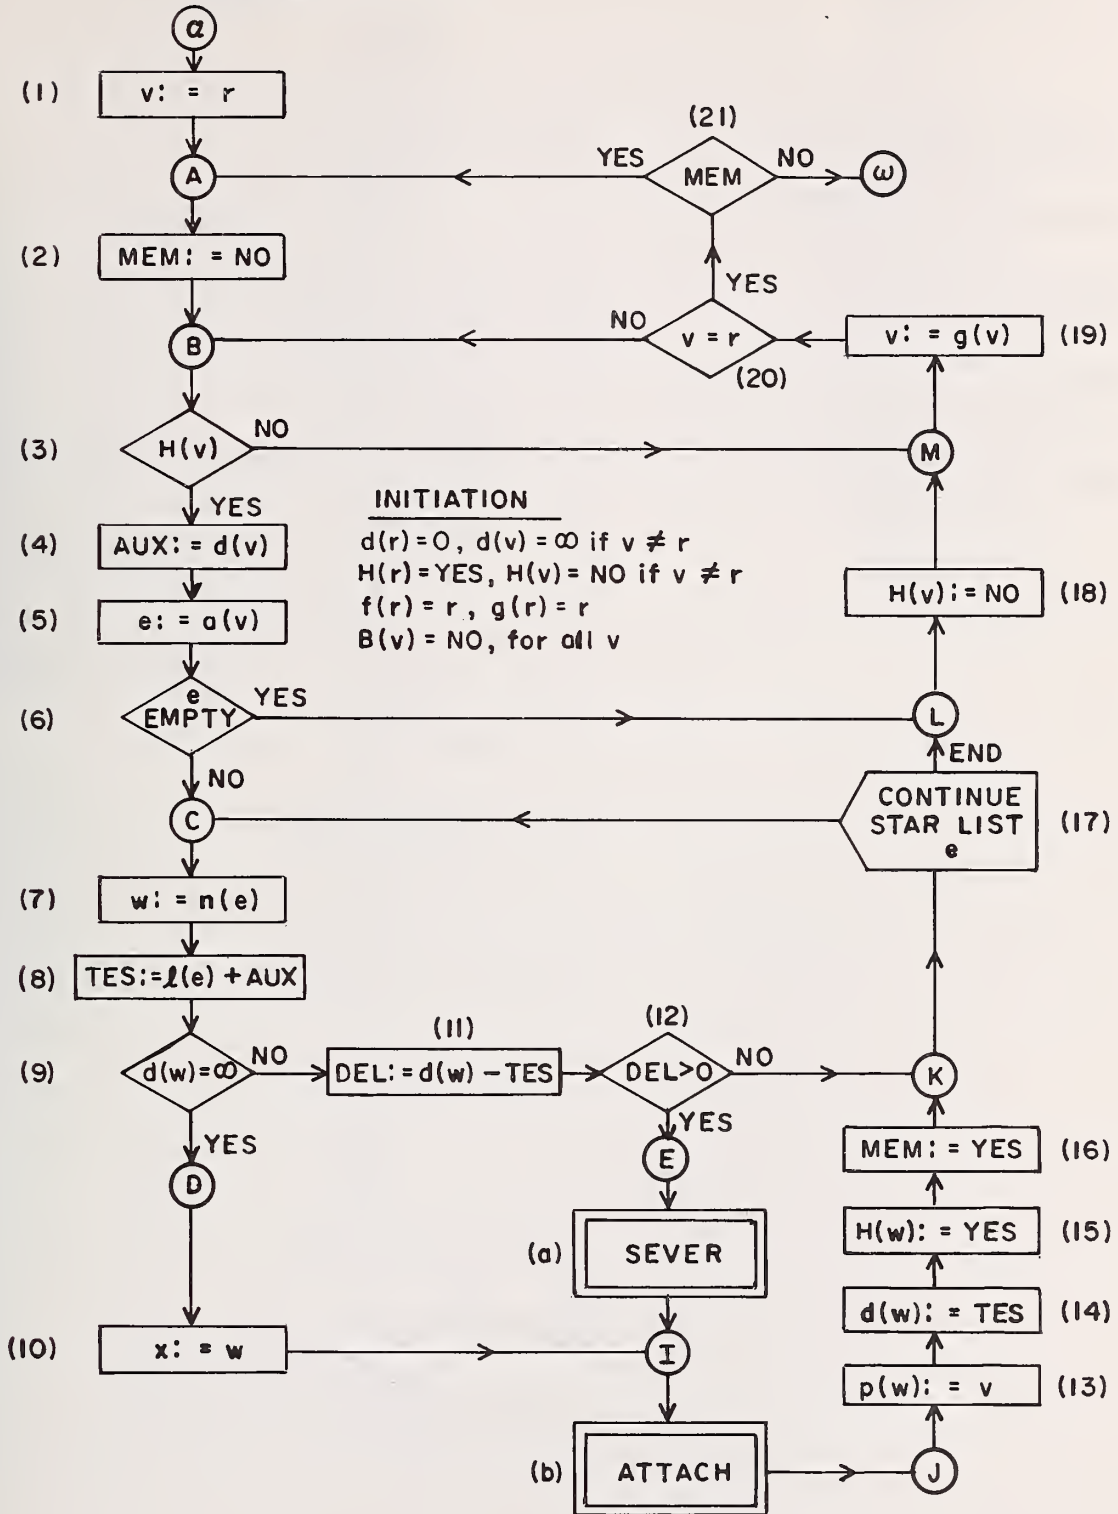 α
(1) v: = r
(21)
A YES MEM NO ω
(2) MEM: = NO
YES
B NO v = r v: = g(v) (19)
(20)
(3) H(v) NO M
YES
INITIATION
(4) AUX: = d(v)
d(r)=0, d(v)=∞ if v ≠ r
H(r)=YES, H(v)=NO if v ≠ r
f(r)=r, g(r)=r
B(v)=NO, for all v
(5) e: = a(v)
H(v):=NO (18)
(6) e EMPTY YES L
NO
END
C
CONTINUE
STAR LIST
e
(17)
(7) w: = n(e)
(8) TES:=ℓ(e)+AUX
(9) d(w)=∞ NO
(11)
DEL:=d(w)-TES
(12)
DEL>0 NO K
YES
YES
D
E
MEM: = YES (16)
(a) SEVER
H(w): = YES (15)
d(w): = TES (14)
(10) x: = w I
p(w): = v (13)
(b) ATTACH J